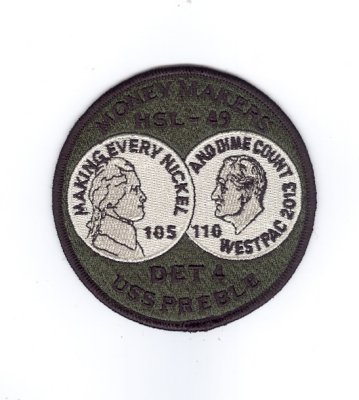 MONEY MAKERS
HSL - 49
MAKING EVERY NICKEL
105
AND DIME COUNT
110
WESTPAC 2013
DET 4
USS PREBLE